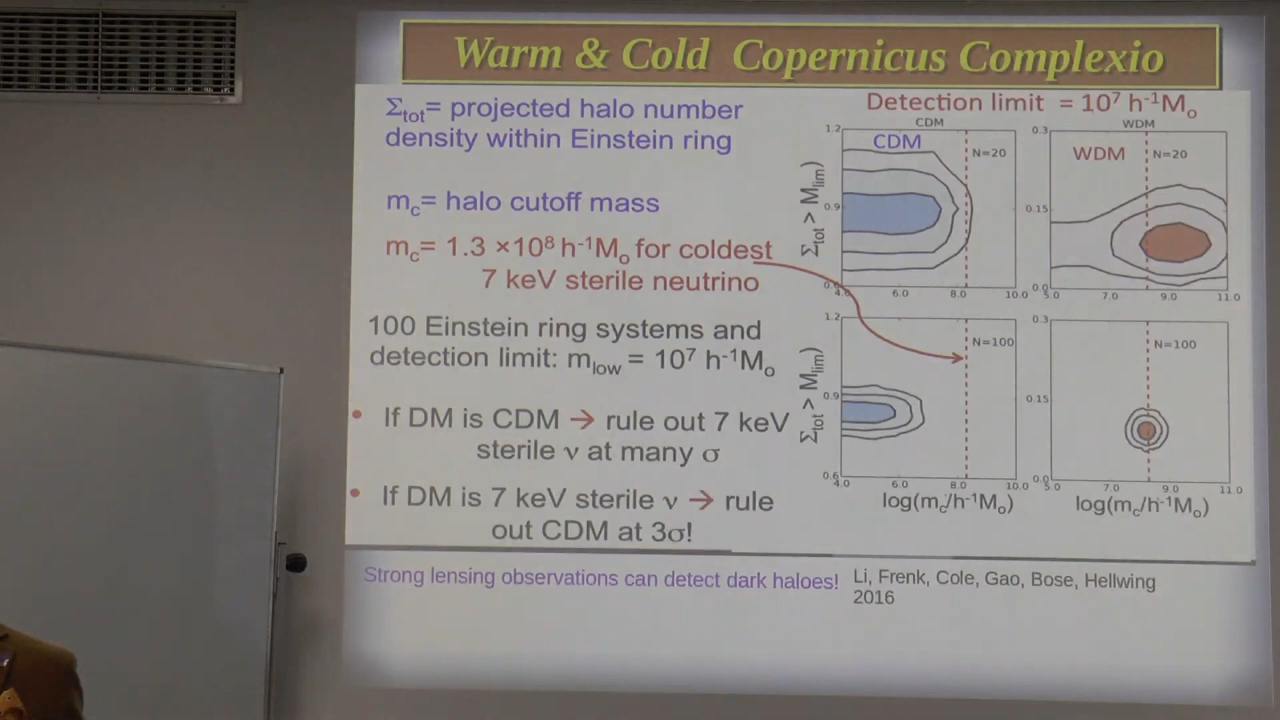 Warm & Cold Copernicus Complexio
Σtot= projected halo number
density within Einstein ring
mc= halo cutoff mass
mc= 1.3 ×10⁸ h⁻¹Mo for coldest
7 keV sterile neutrino
100 Einstein ring systems and
detection limit: mlow = 10⁷ h⁻¹Mo
• If DM is CDM → rule out 7 keV
sterile ν at many σ
• If DM is 7 keV sterile ν → rule
out CDM at 3σ!
Detection limit = 10⁷ h⁻¹Mo
CDM
CDM
N=20
1.2
0.9
0.6
Σtot > Mlim)
4.0 6.0 8.0 10.0
WDM
WDM
N=20
0.3
0.15
0.0
5.0 7.0 9.0 11.0
N=100
1.2
0.9
0.6
Σtot > Mlim)
4.0 6.0 8.0 10.0
log(mc/h⁻¹Mo)
N=100
0.3
0.15
0.0
5.0 7.0 9.0 11.0
log(mc/h⁻¹Mo)
Strong lensing observations can detect dark haloes!
Li, Frenk, Cole, Gao, Bose, Hellwing
2016